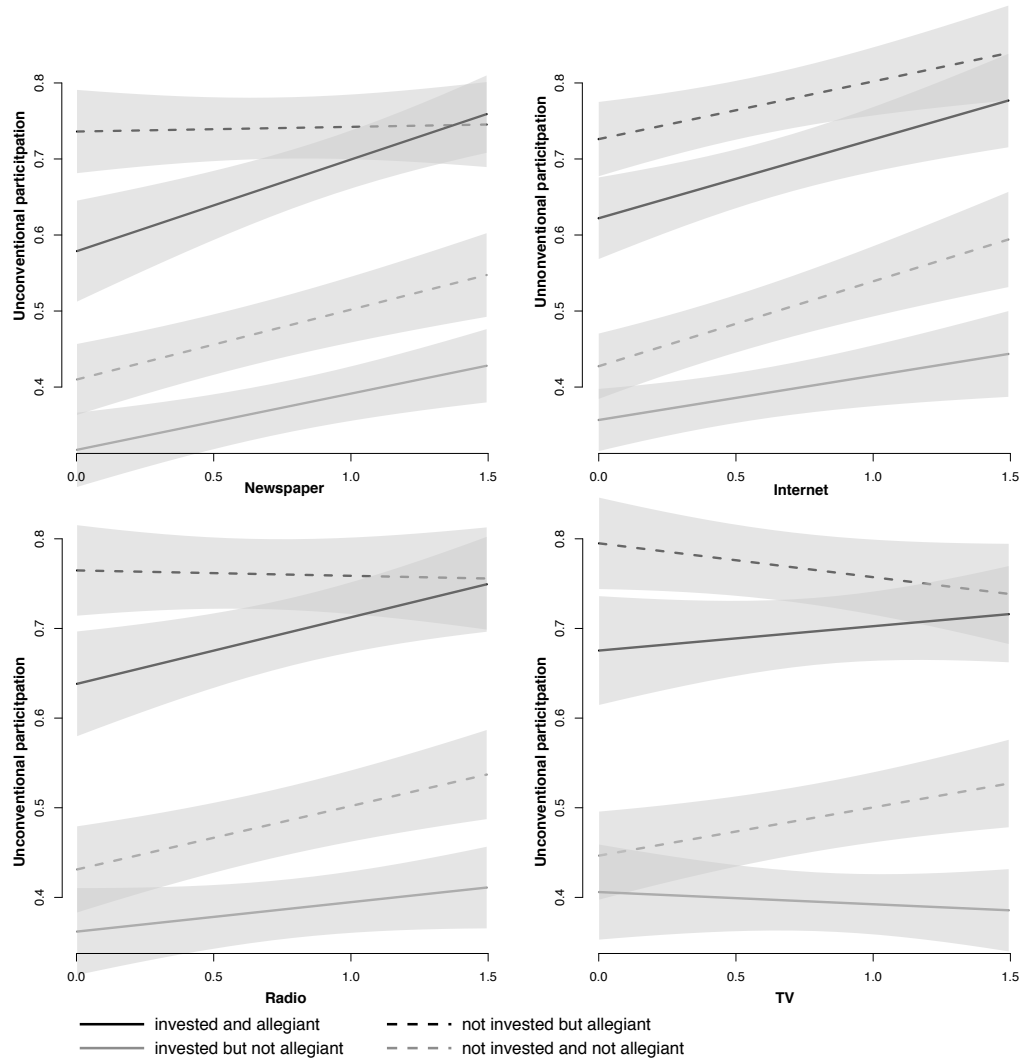 Unconventional particitpation
0.4 0.5 0.6 0.7 0.8
0.0 0.5 1.0 1.5
Newspaper
Unnonventional particitpation
0.4 0.5 0.6 0.7 0.8
0.0 0.5 1.0 1.5
Internet
Unconventional particitpation
0.4 0.5 0.6 0.7 0.8
0.0 0.5 1.0 1.5
Radio
Unconventional particitpation
0.4 0.5 0.6 0.7 0.8
0.0 0.5 1.0 1.5
TV
invested and allegiant
not invested but allegiant
invested but not allegiant
not invested and not allegiant